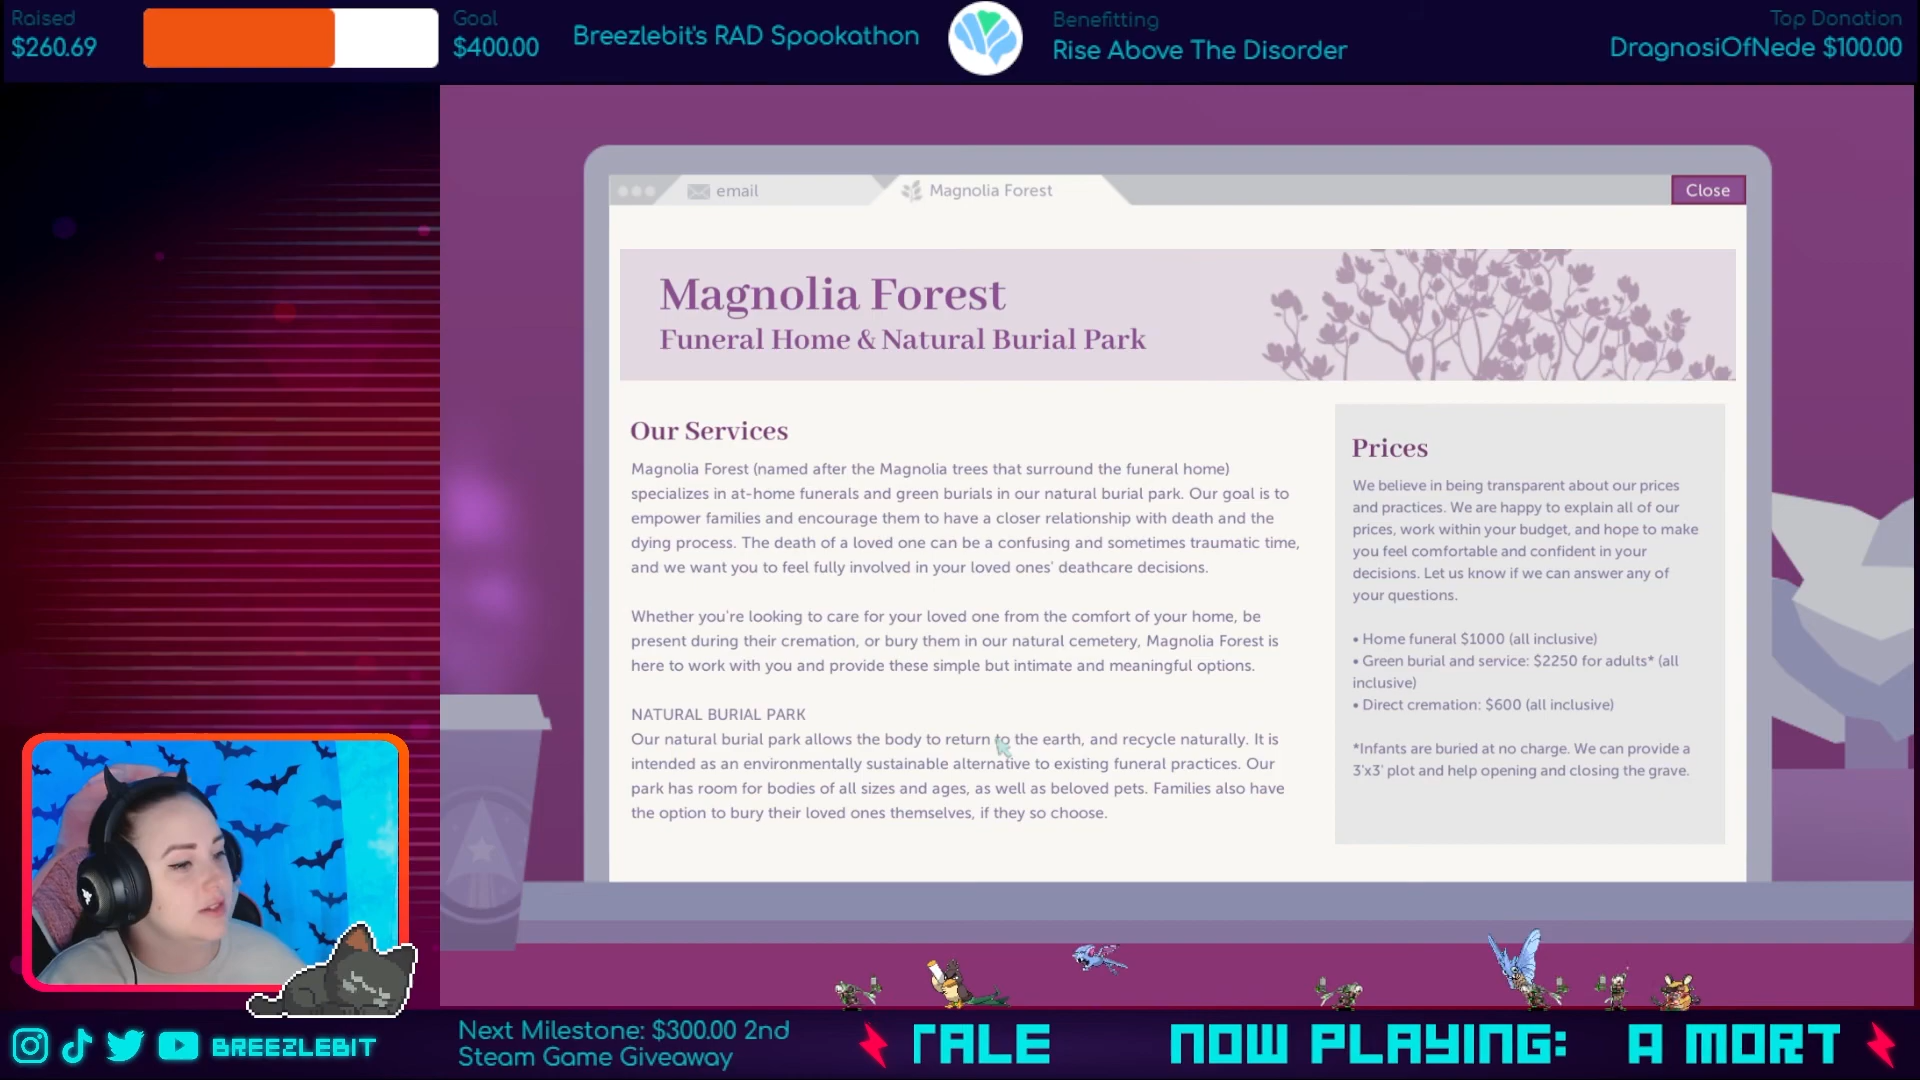 Raised
$260.69
Goal
$400.00
Breezlebit's RAD Spookathon
Benefitting
Rise Above The Disorder
Top Donation
DragnosiOfNede $100.00
email
Magnolia Forest
Close
Magnolia Forest
Funeral Home & Natural Burial Park
Our Services
Magnolia Forest (named after the Magnolia trees that surround the funeral home)
specializes in at-home funerals and green burials in our natural burial park. Our goal is to
empower families and encourage them to have a closer relationship with death and the
dying process. The death of a loved one can be a confusing and sometimes traumatic time,
and we want you to feel fully involved in your loved ones' deathcare decisions.
Whether you're looking to care for your loved one from the comfort of your home, be
present during their cremation, or bury them in our natural cemetery, Magnolia Forest is
here to work with you and provide these simple but intimate and meaningful options.
NATURAL BURIAL PARK
Our natural burial park allows the body to return to the earth, and recycle naturally. It is
intended as an environmentally sustainable alternative to existing funeral practices. Our
park has room for bodies of all sizes and ages, as well as beloved pets. Families also have
the option to bury their loved ones themselves, if they so choose.
Prices
We believe in being transparent about our prices
and practices. We are happy to explain all of our
prices, work within your budget, and hope to make
you feel comfortable and confident in your
decisions. Let us know if we can answer any of
your questions.
• Home funeral $1000 (all inclusive)
• Green burial and service: $2250 for adults* (all
inclusive)
• Direct cremation: $600 (all inclusive)
*Infants are buried at no charge. We can provide a
3'x3' plot and help opening and closing the grave.
BREEZLEBIT
Next Milestone: $300.00 2nd
Steam Game Giveaway
TALE NOW PLAYING: A MORT